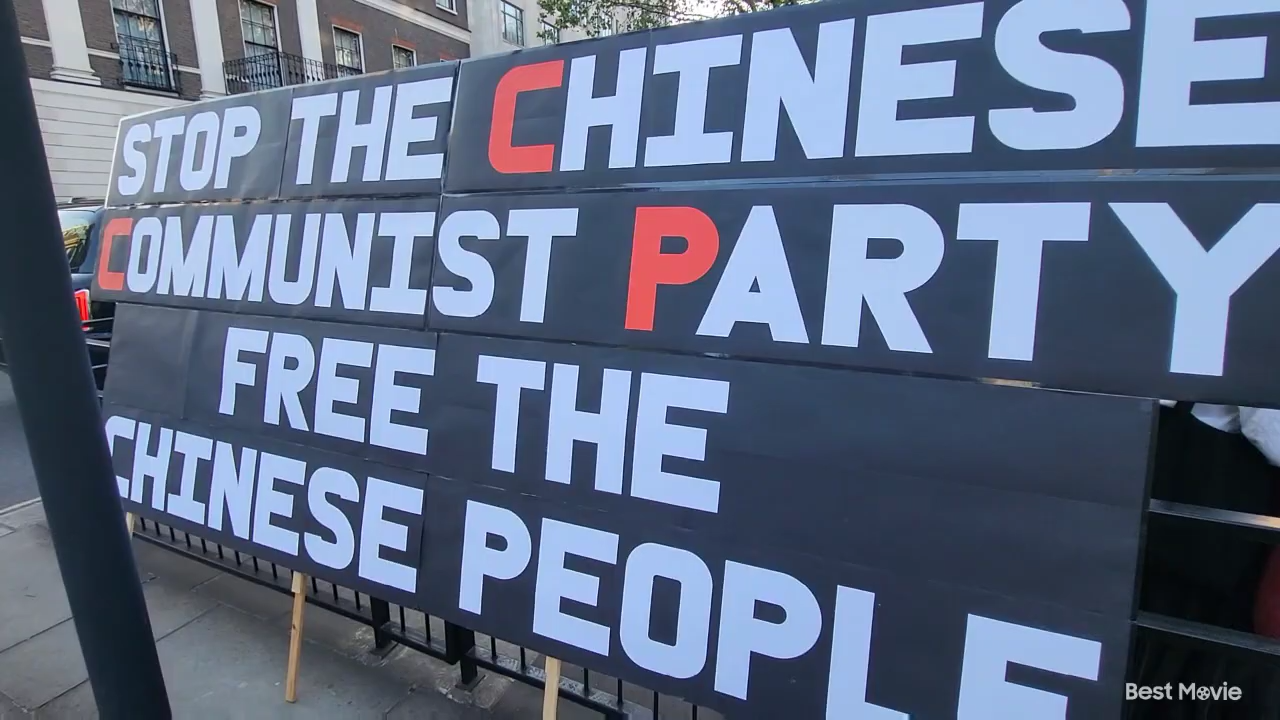 STOP THE CHINESE
COMMUNIST PARTY
FREE THE
CHINESE PEOPLE
Best Movie